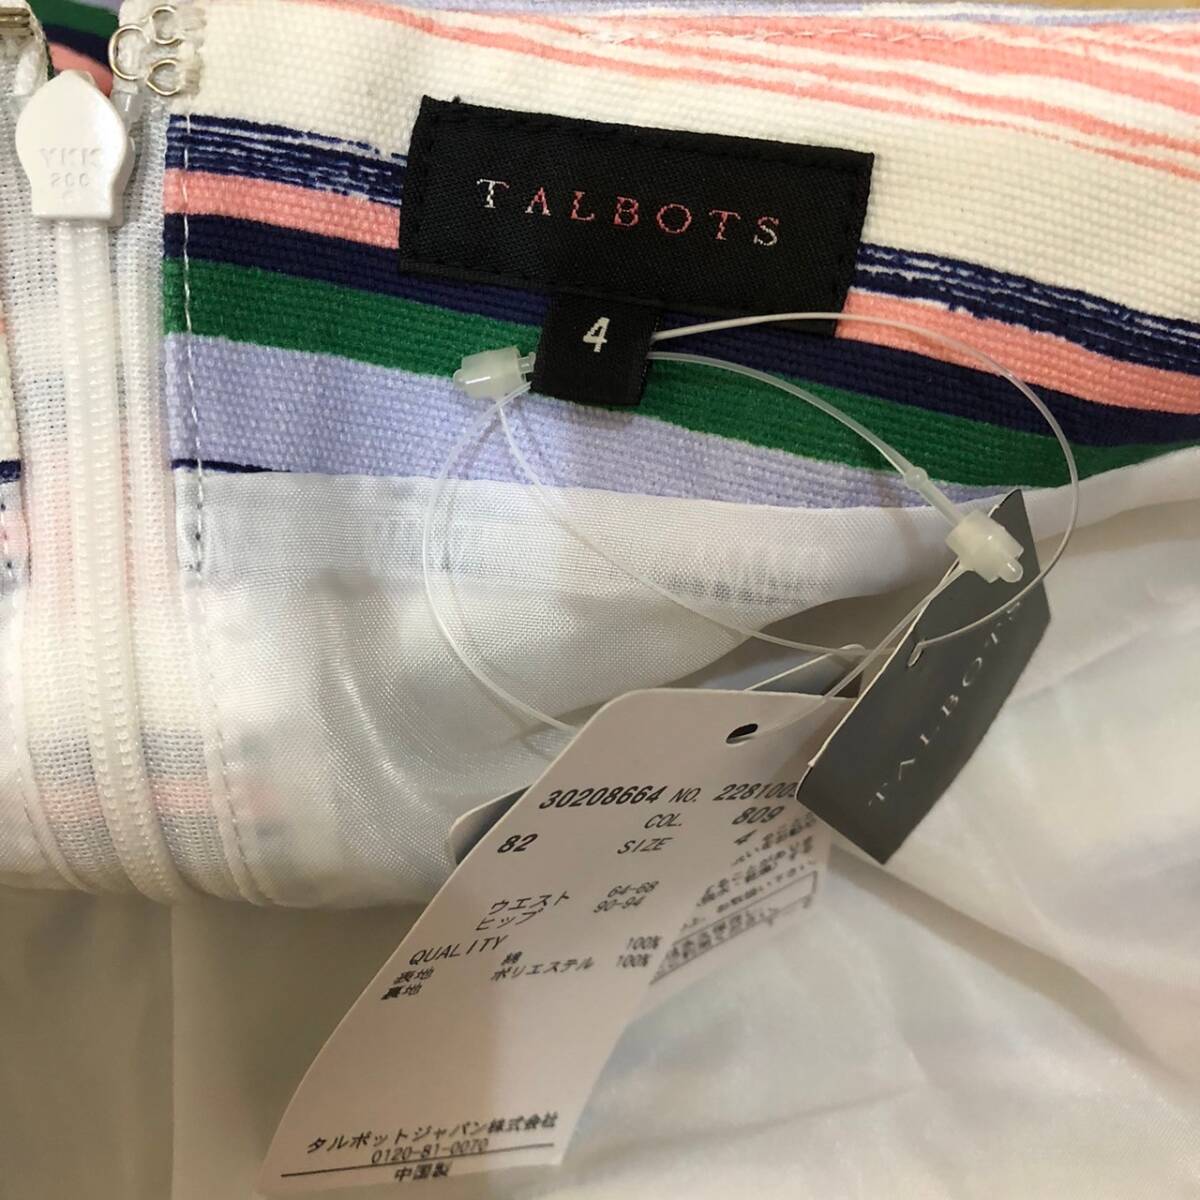 YKK
TALBOTS
4
TALBOTS
30208664 NO.
COL. 809
82 SIZE 4
ウエスト 64-68
ヒップ 90-94
QUALITY
表地 綿 100%
裏地 ポリエステル 100%
タルボットジャパン株式会社
0120-81-0070
中国製